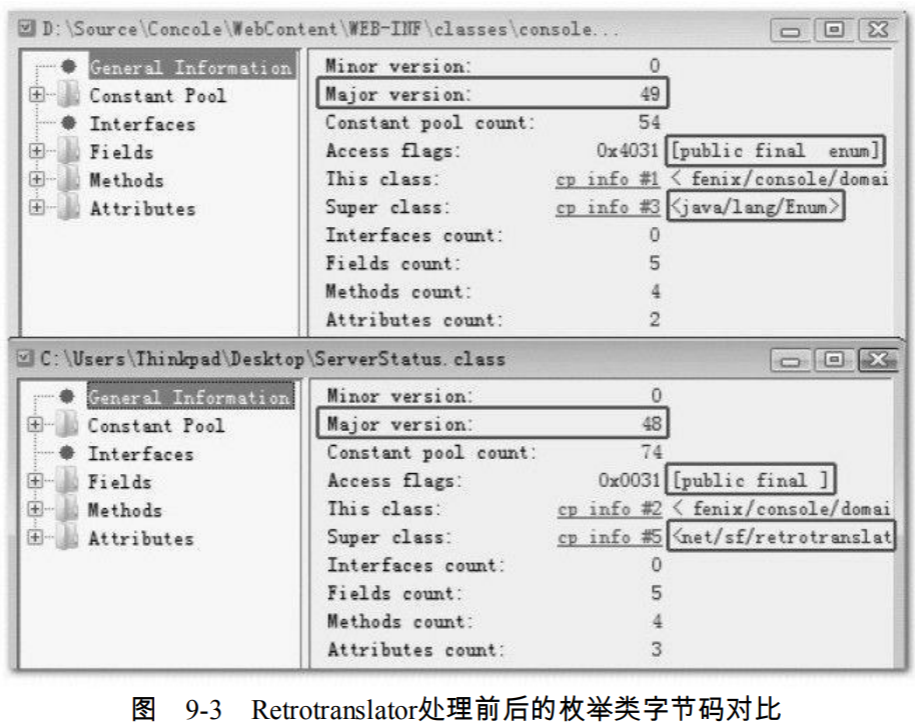 D:\Source\Concole\WebContent\WEB-INF\classes\console...
General Information
Constant Pool
Interfaces
Fields
Methods
Attributes
Minor version: 0
Major version: 49
Constant pool count: 54
Access flags: 0x4031 [public final enum]
This class: cp info #1 < fenix/console/domai
Super class: cp info #3 <java/lang/Enum>
Interfaces count: 0
Fields count: 5
Methods count: 4
Attributes count: 2
C:\Users\Thinkpad\Desktop\ServerStatus.class
General Information
Constant Pool
Interfaces
Fields
Methods
Attributes
Minor version: 0
Major version: 48
Constant pool count: 74
Access flags: 0x0031 [public final ]
This class: cp info #2 < fenix/console/domai
Super class: cp info #5 <net/sf/retrotranslat
Interfaces count: 0
Fields count: 5
Methods count: 4
Attributes count: 3
图 9-3 Retrotranslator处理前后的枚举类字节码对比